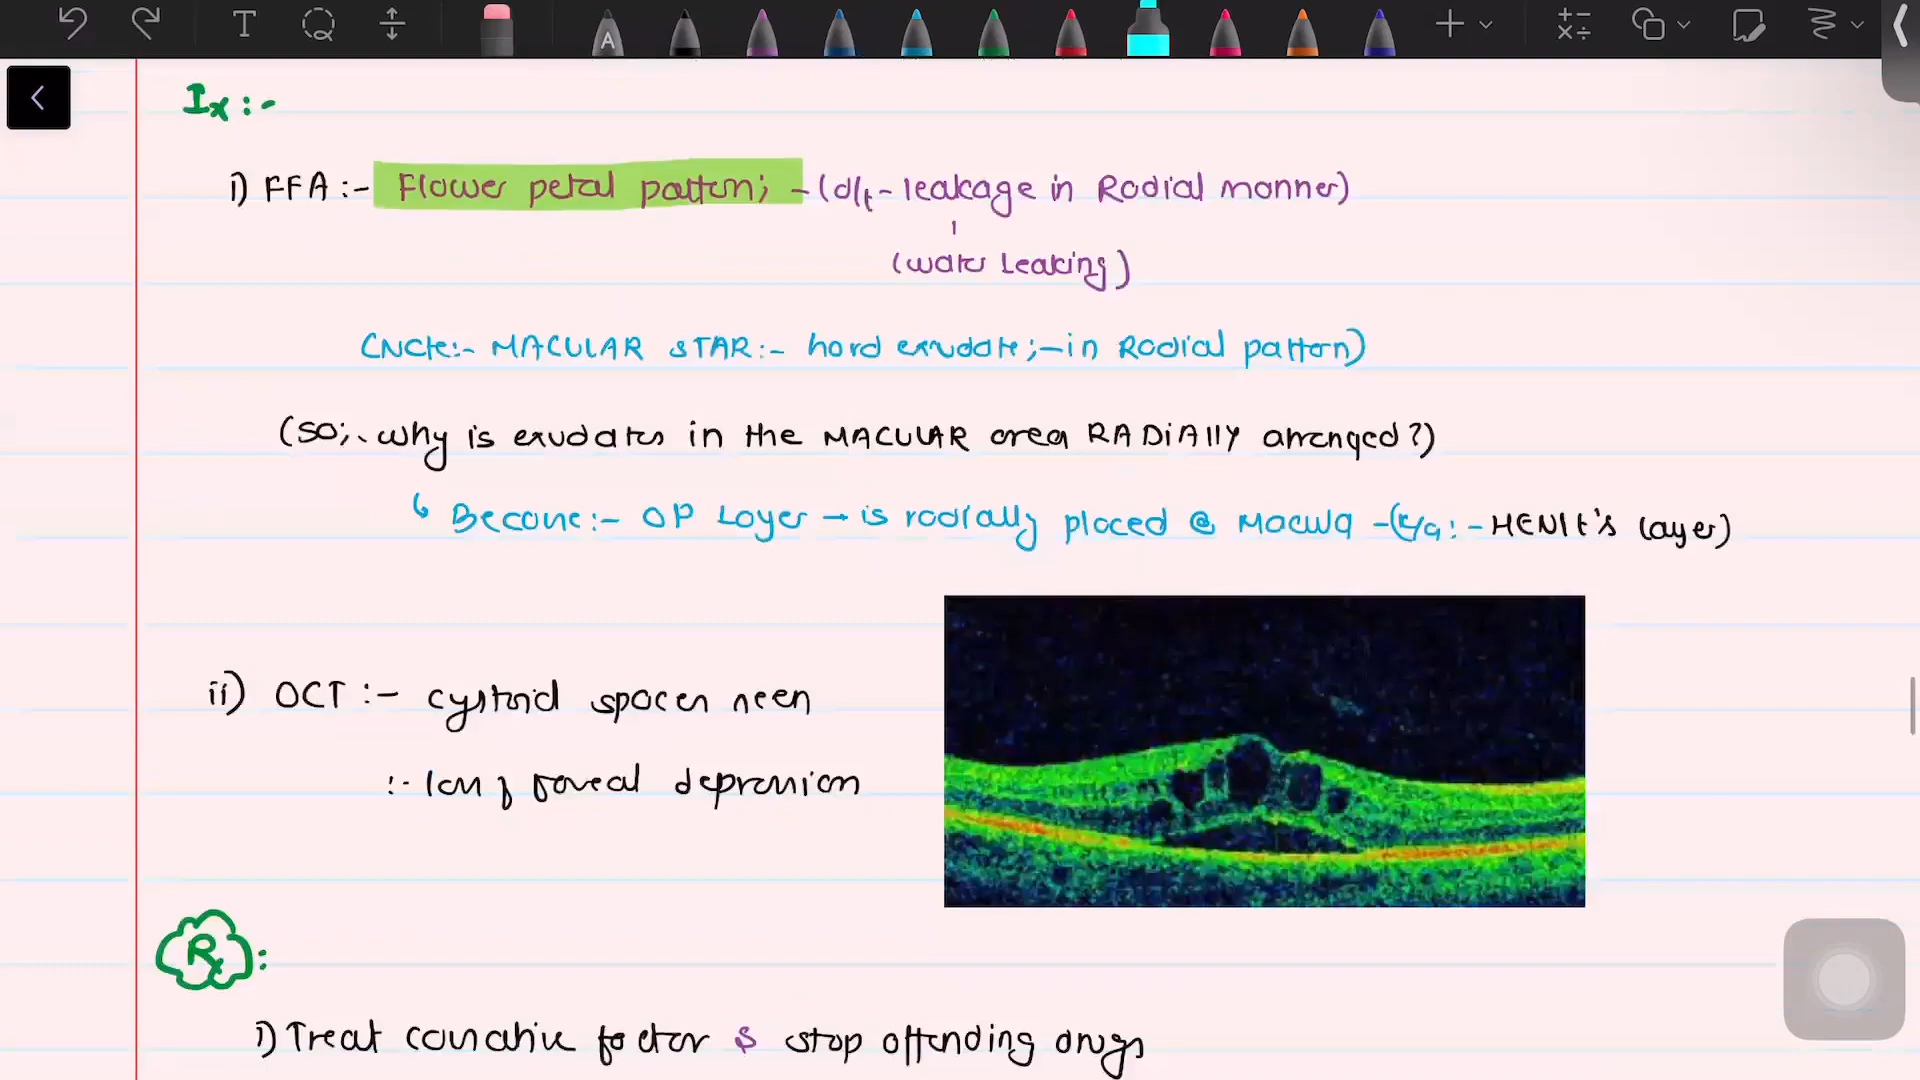 Ix :-
i) FFA :- Flower petal pattern; - (d/t - leakage in Radial manner)
(water Leaking)
(Note:- MACULAR STAR:- hard exudate;-in Radial pattern)
(SO; why is exudates in the MACULAR area RADIAlly arranged?)
Because:- OP Layer → is radially placed @ Macula -(k/a:- HENlE's layer)
ii) OCT :- cystoid spaces seen
:- loss of foveal depression
Rx :
i) Treat causative factor & stop offending drugs